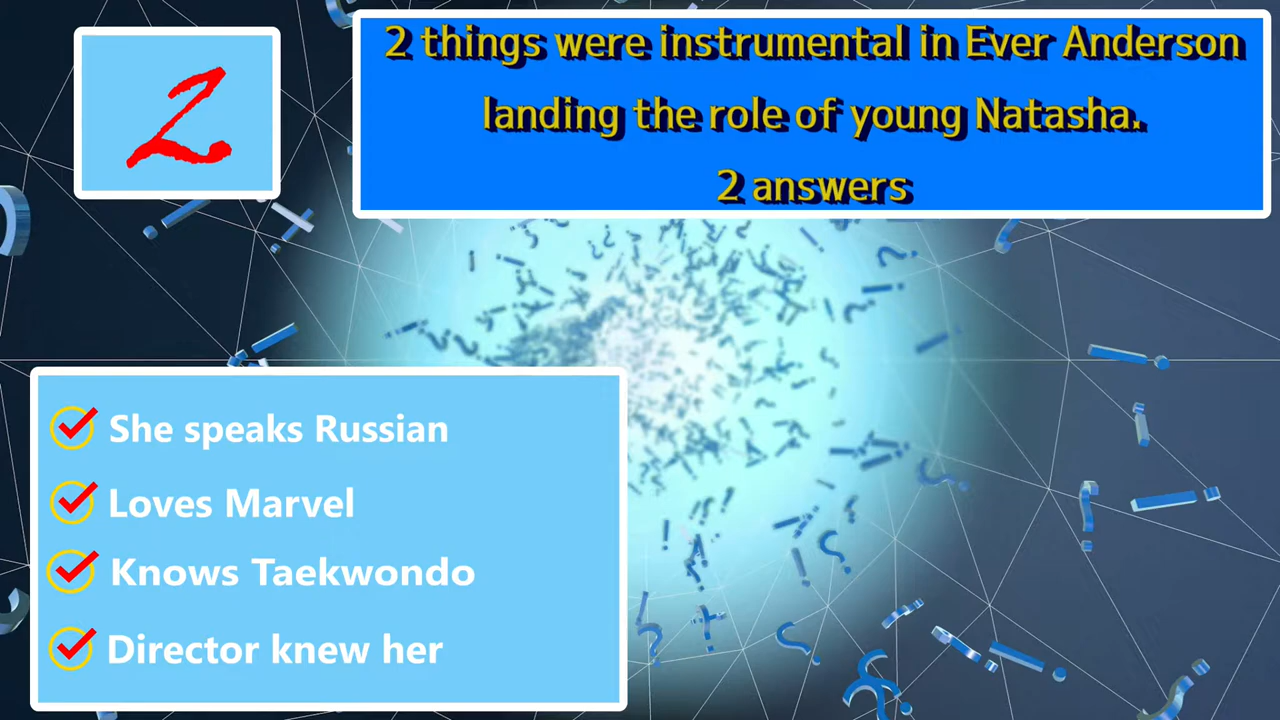 2
2 things were instrumental in Ever Anderson
landing the role of young Natasha.
2 answers
She speaks Russian
Loves Marvel
Knows Taekwondo
Director knew her